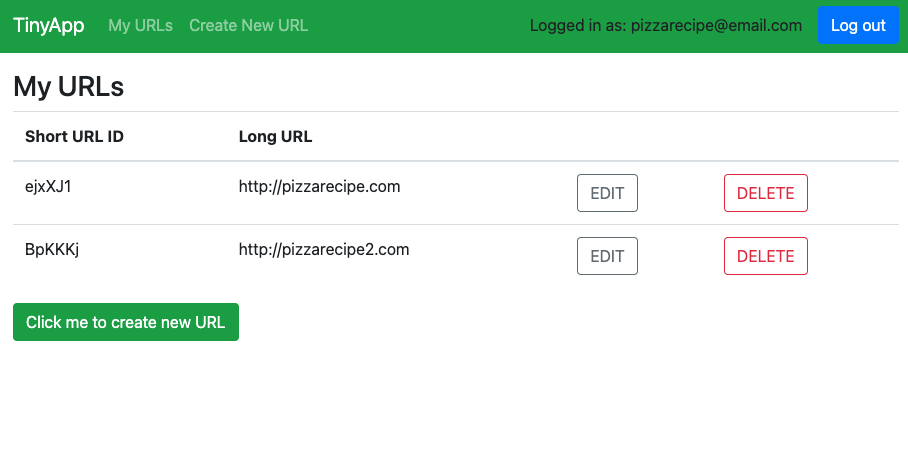 TinyApp My URLs Create New URL Logged in as: pizzarecipe@email.com Log out
My URLs
Short URL ID Long URL
ejxXJ1 http://pizzarecipe.com EDIT DELETE
BpKKKj http://pizzarecipe2.com EDIT DELETE
Click me to create new URL